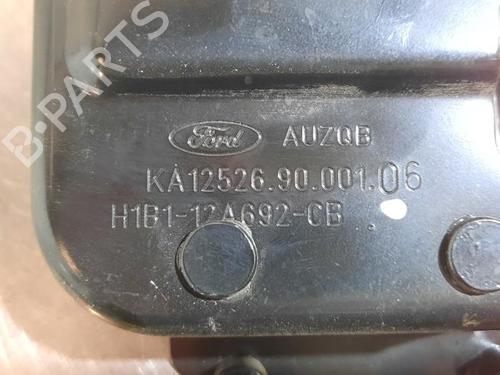 Ford AUZQB
KA12526.90.001.06
H1B1-12A692-CB
B-PARTS